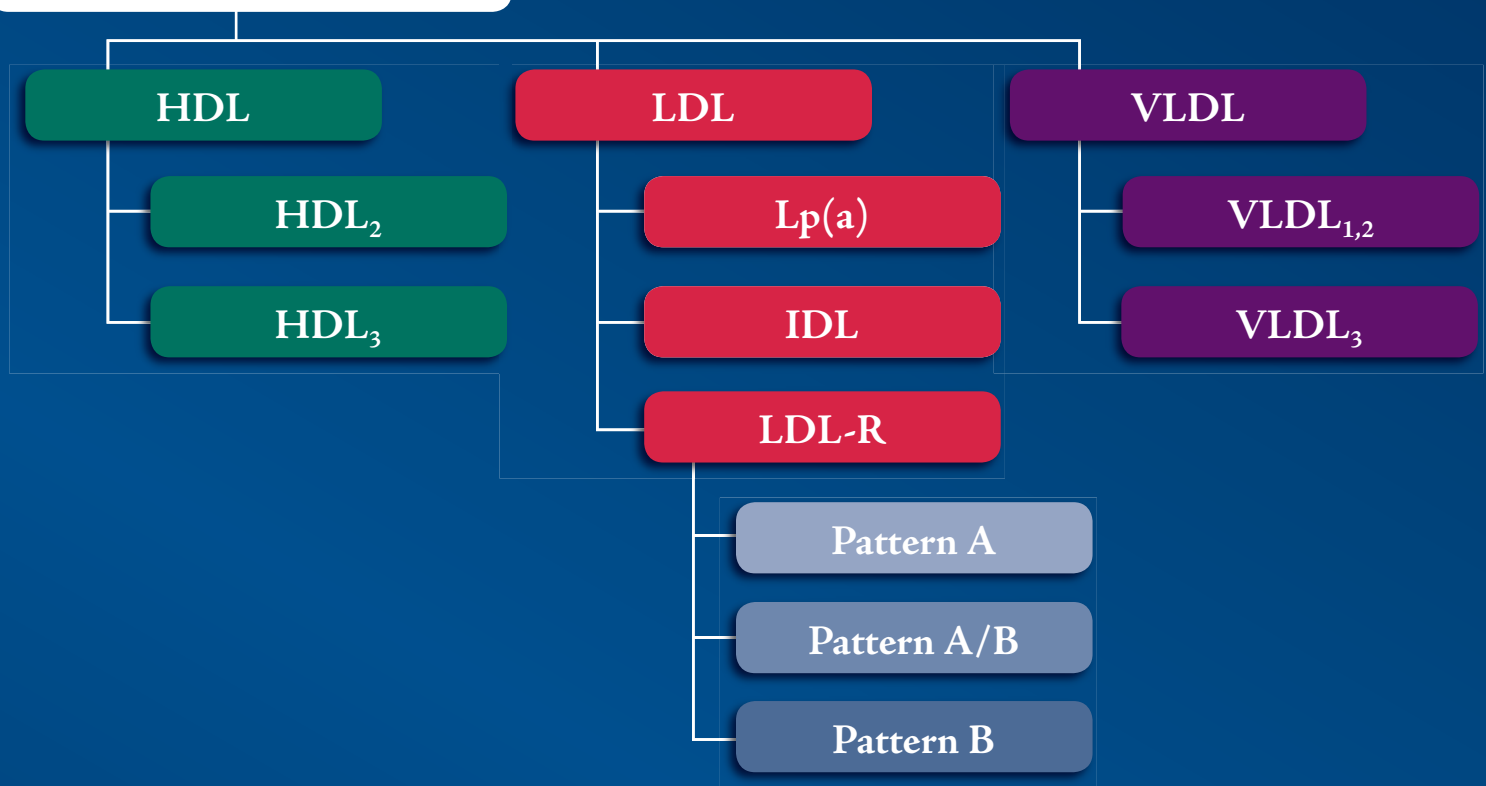 HDL
HDL₂
HDL₃
LDL
Lp(a)
IDL
LDL-R
Pattern A
Pattern A/B
Pattern B
VLDL
VLDL₁,₂
VLDL₃